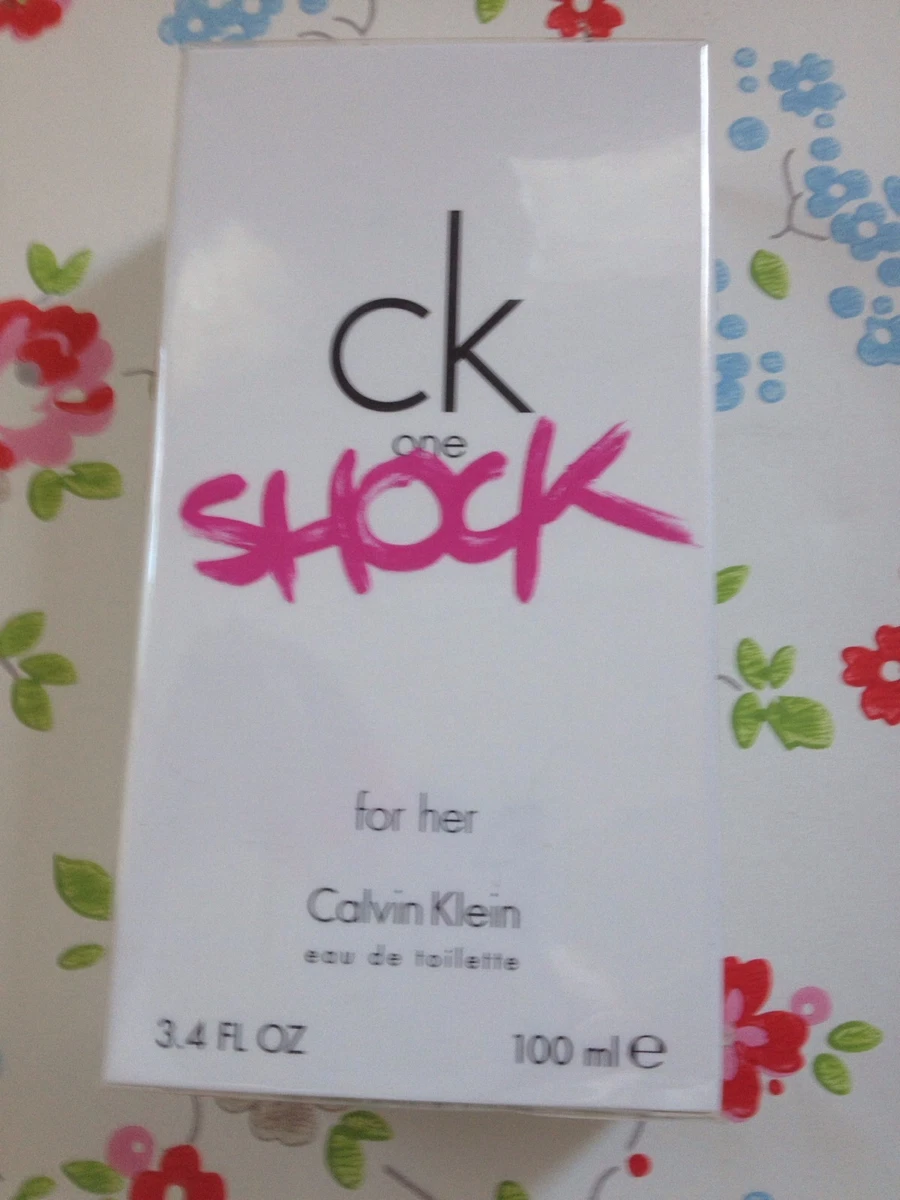 ck
one
SHOCK
for her
Calvin Klein
eau de toilette
3.4 FL OZ 100 ml ℮